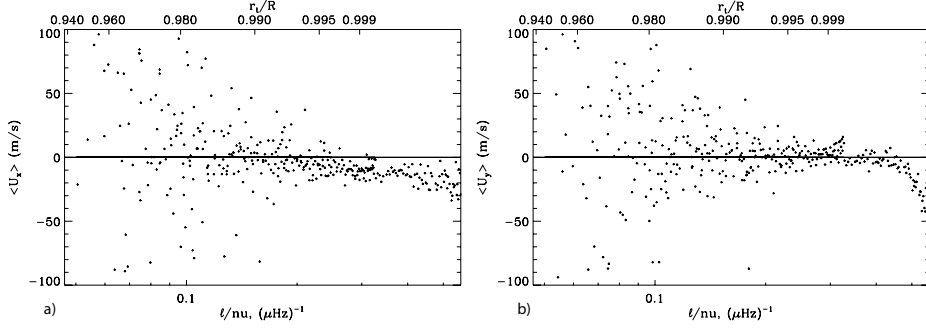 r_t/R r_t/R
0.940 0.960 0.980 0.990 0.995 0.999 0.940 0.960 0.980 0.990 0.995 0.999
100 100
50 50
<U_x> (m/s) 0 <U_y> (m/s) 0
−50 −50
−100 −100
0.1 0.1
a) ℓ/nu, (μHz)⁻¹ b) ℓ/nu, (μHz)⁻¹